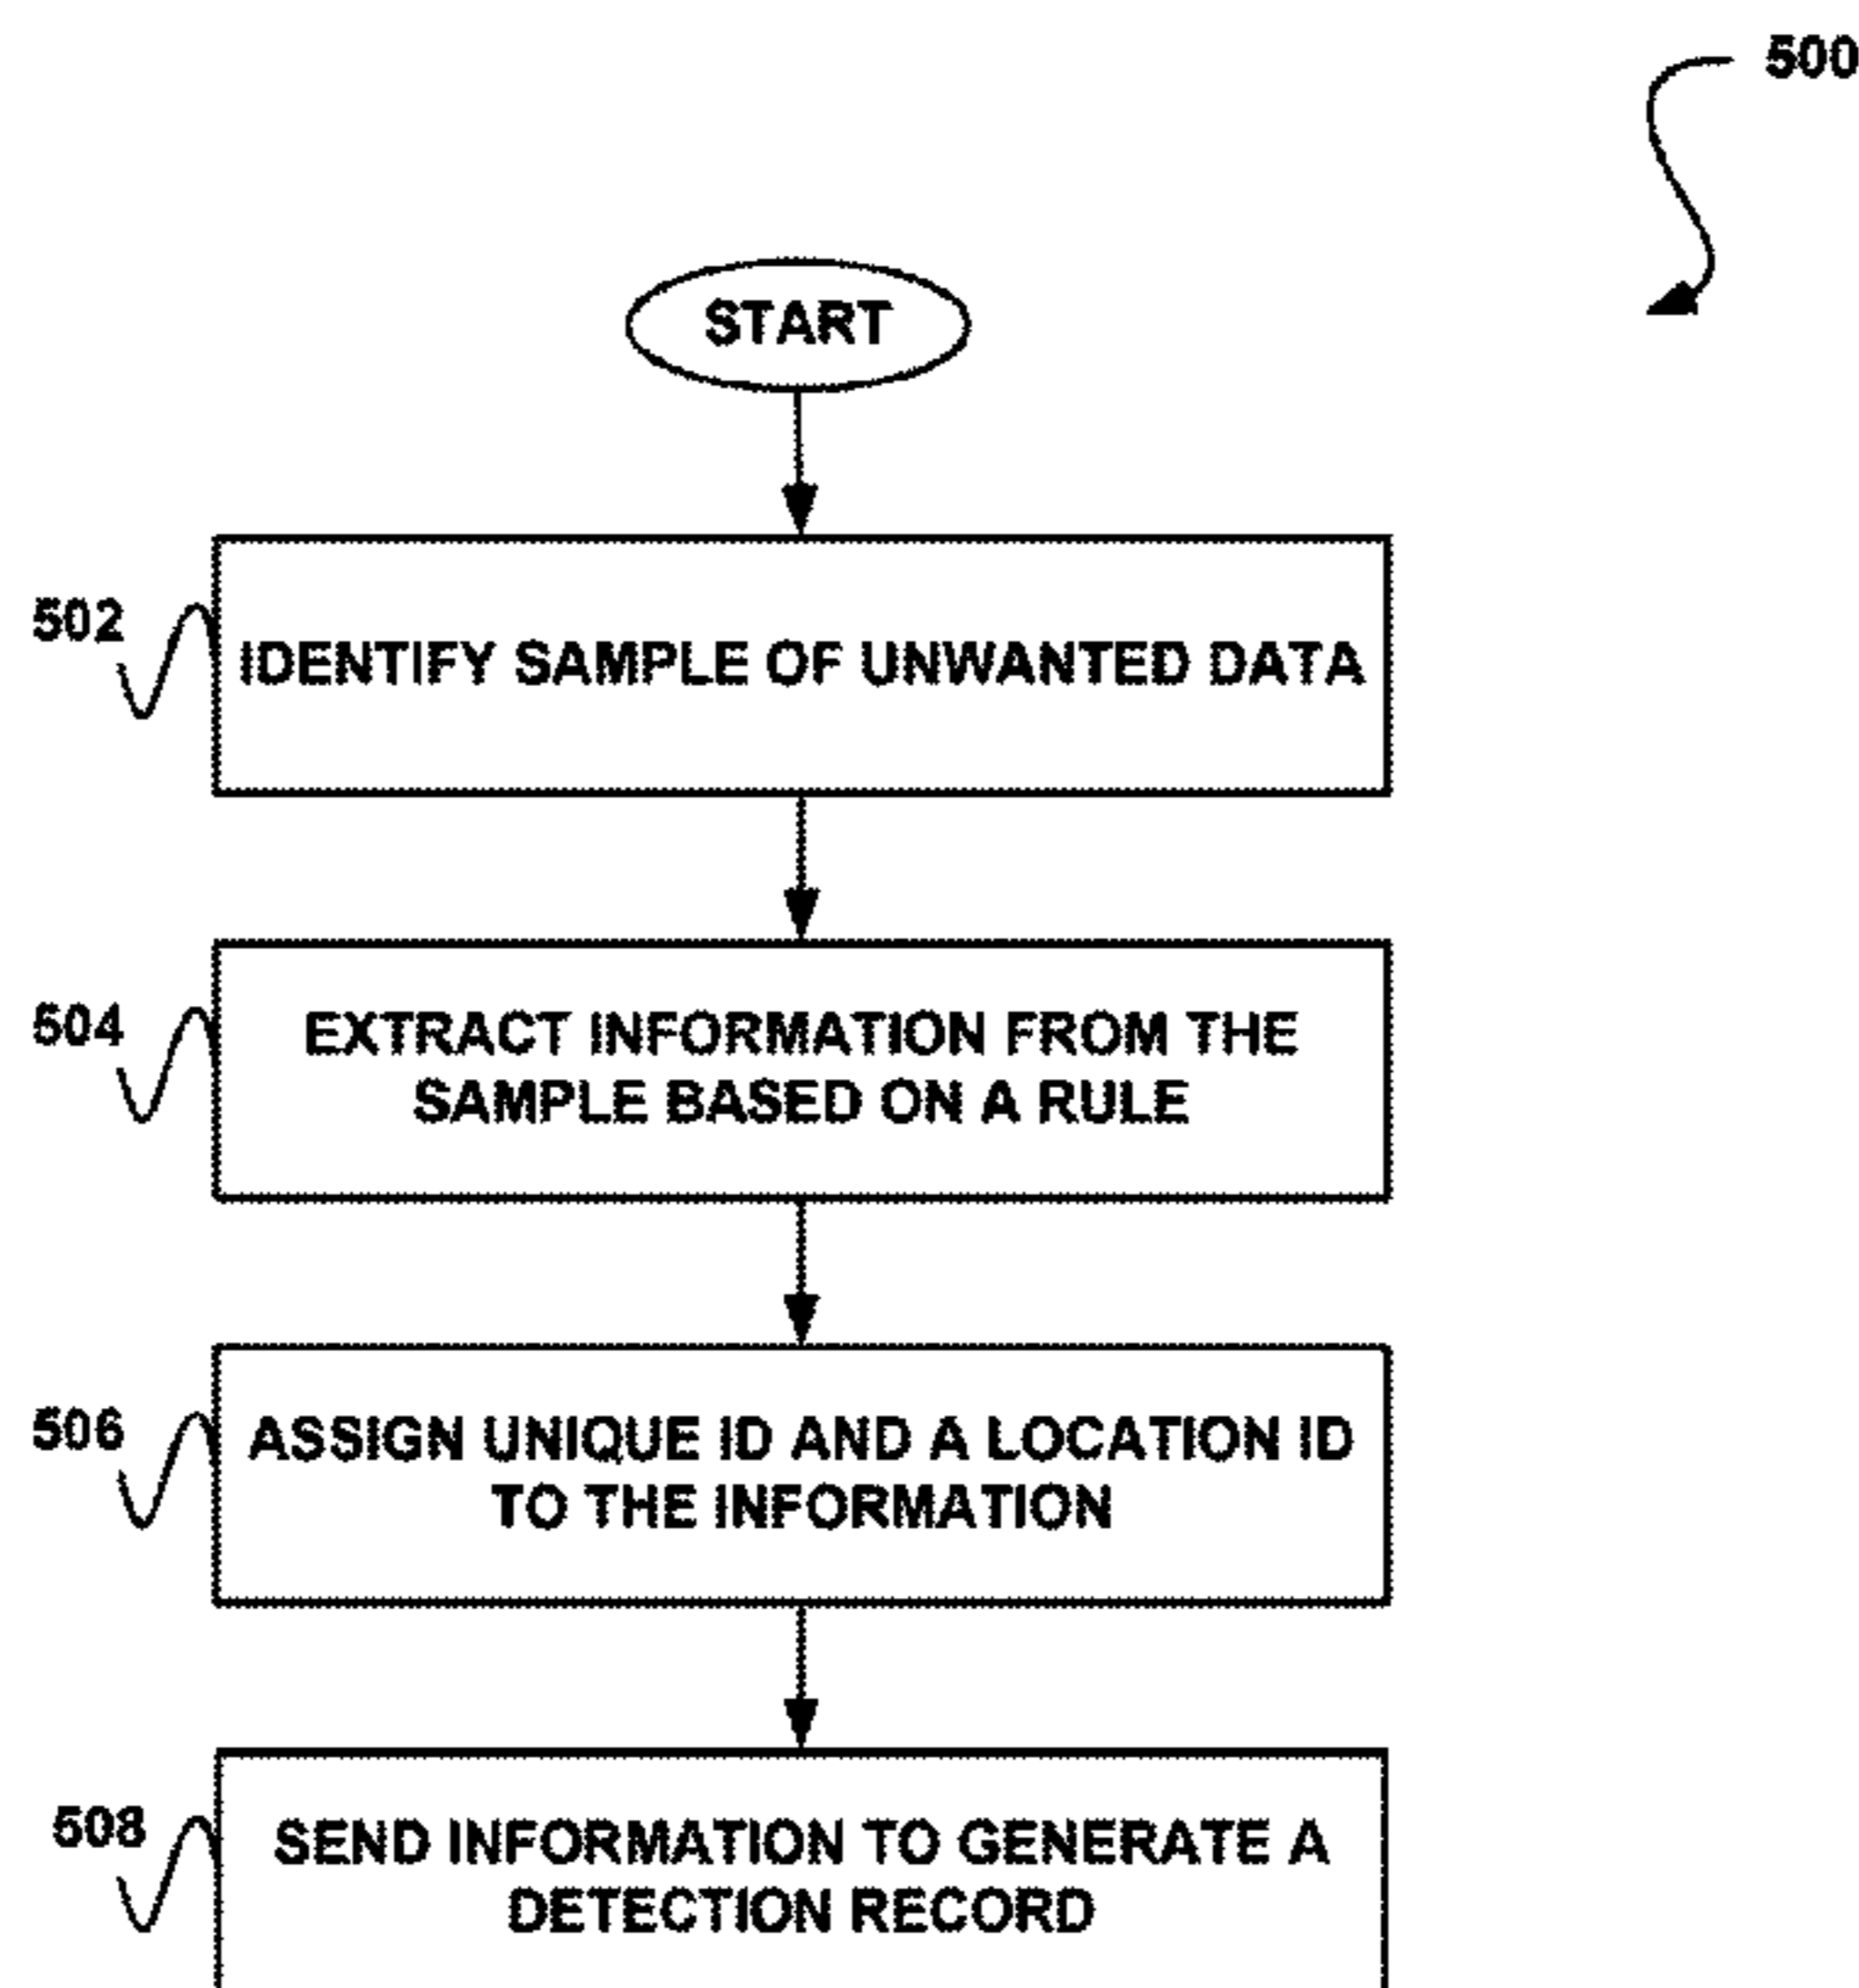 500
START
502
IDENTIFY SAMPLE OF UNWANTED DATA
504
EXTRACT INFORMATION FROM THE
SAMPLE BASED ON A RULE
506
ASSIGN UNIQUE ID AND A LOCATION ID
TO THE INFORMATION
508
SEND INFORMATION TO GENERATE A
DETECTION RECORD